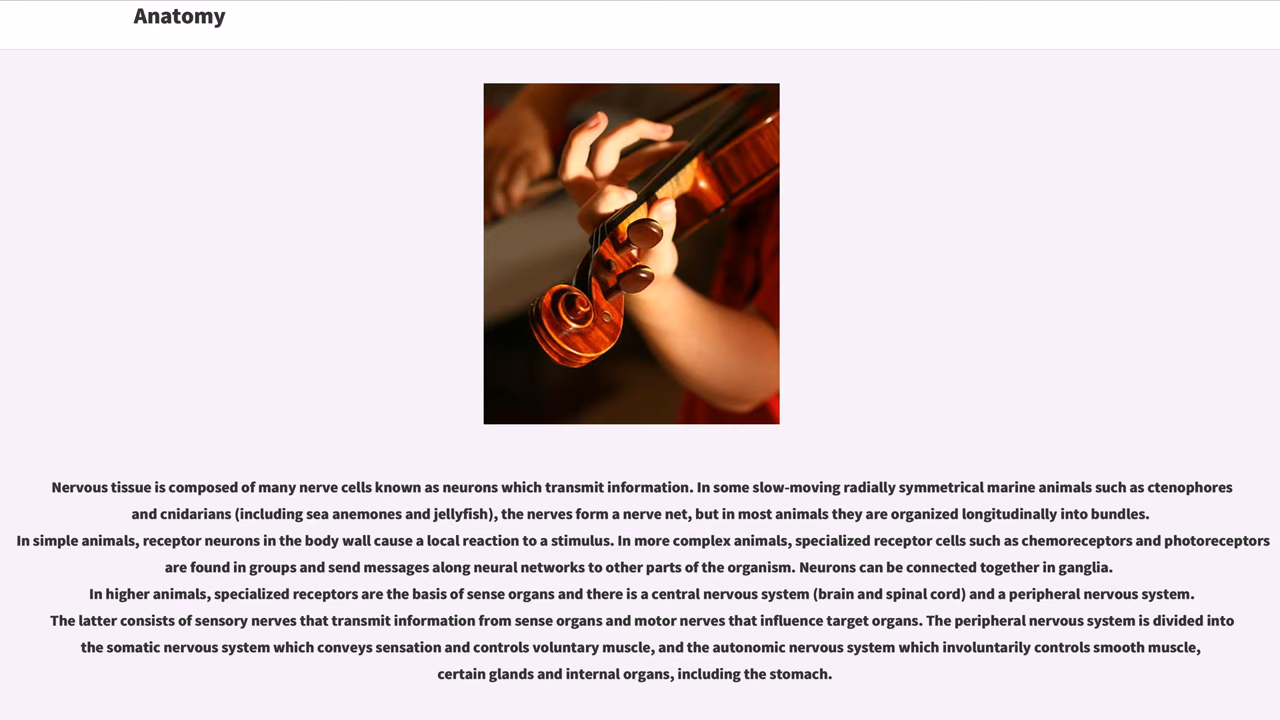 Anatomy
Nervous tissue is composed of many nerve cells known as neurons which transmit information. In some slow-moving radially symmetrical marine animals such as ctenophores
and cnidarians (including sea anemones and jellyfish), the nerves form a nerve net, but in most animals they are organized longitudinally into bundles.
In simple animals, receptor neurons in the body wall cause a local reaction to a stimulus. In more complex animals, specialized receptor cells such as chemoreceptors and photoreceptors
are found in groups and send messages along neural networks to other parts of the organism. Neurons can be connected together in ganglia.
In higher animals, specialized receptors are the basis of sense organs and there is a central nervous system (brain and spinal cord) and a peripheral nervous system.
The latter consists of sensory nerves that transmit information from sense organs and motor nerves that influence target organs. The peripheral nervous system is divided into
the somatic nervous system which conveys sensation and controls voluntary muscle, and the autonomic nervous system which involuntarily controls smooth muscle,
certain glands and internal organs, including the stomach.